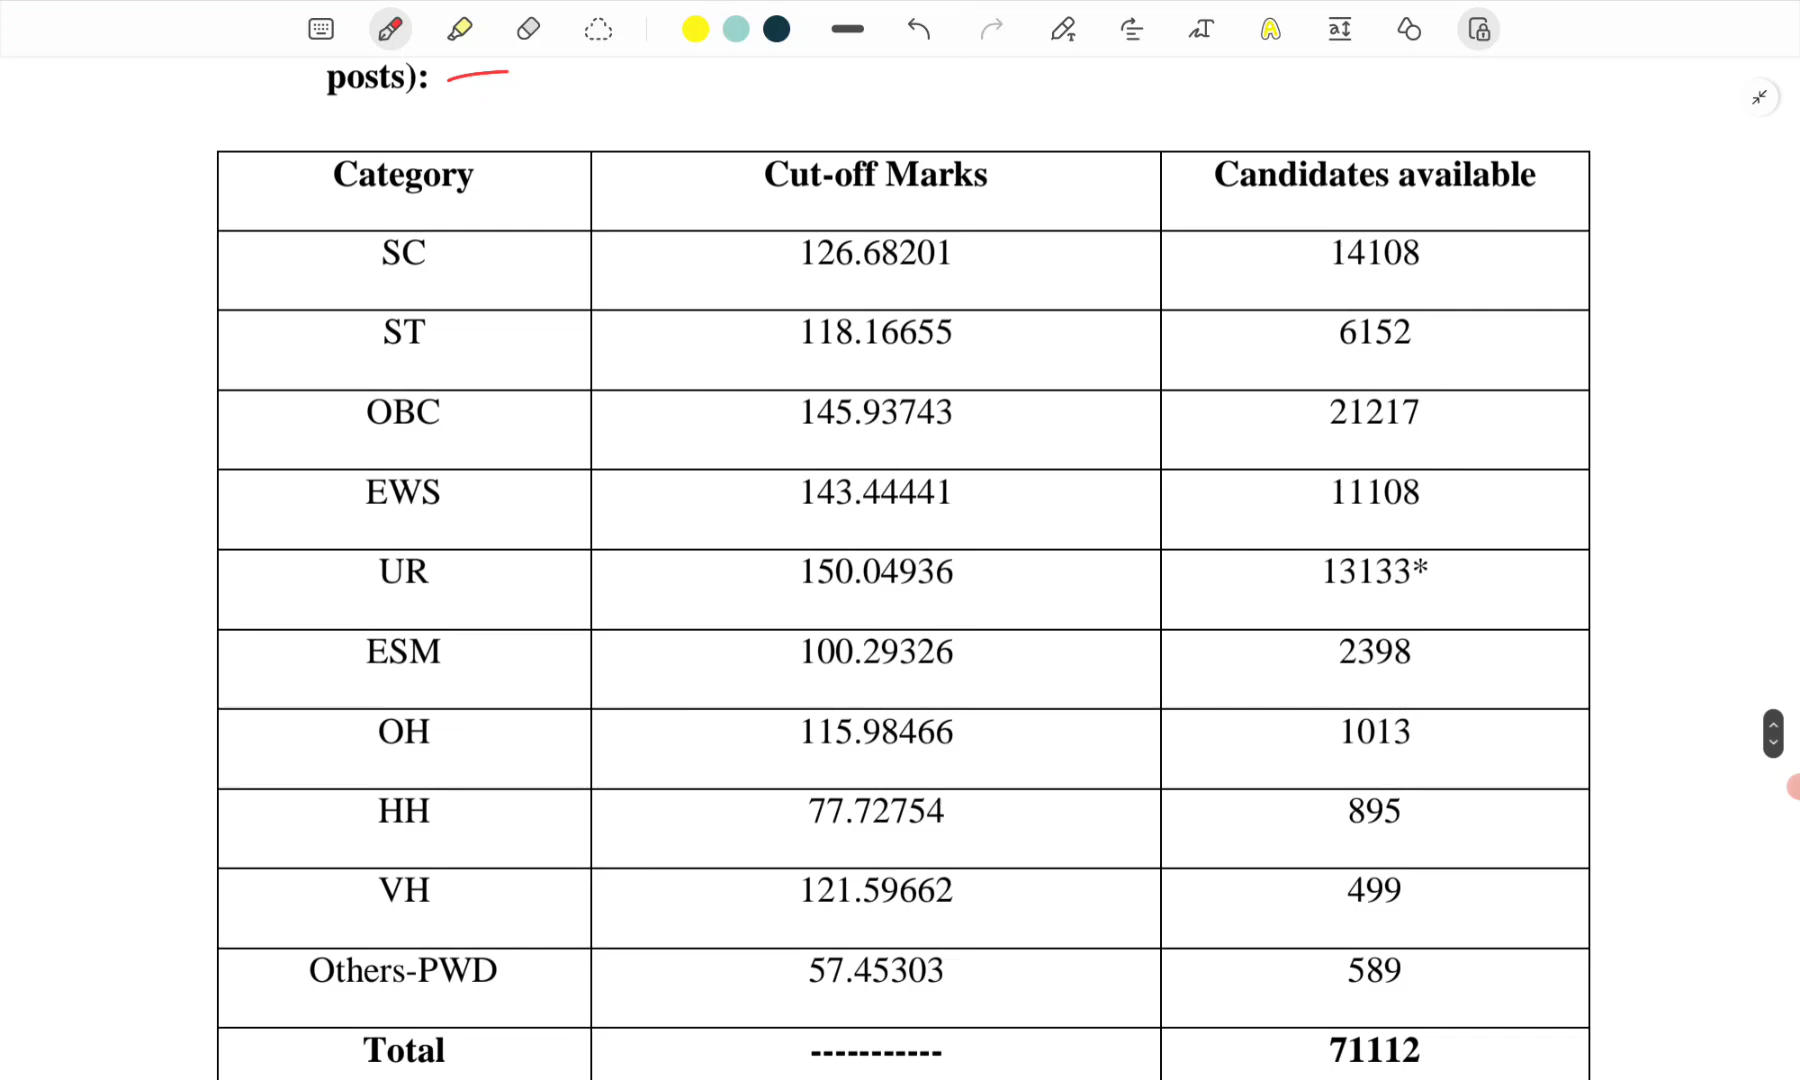 posts):
Category Cut-off Marks Candidates available
SC 126.68201 14108
ST 118.16655 6152
OBC 145.93743 21217
EWS 143.44441 11108
UR 150.04936 13133*
ESM 100.29326 2398
OH 115.98466 1013
HH 77.72754 895
VH 121.59662 499
Others-PWD 57.45303 589
Total ----------- 71112